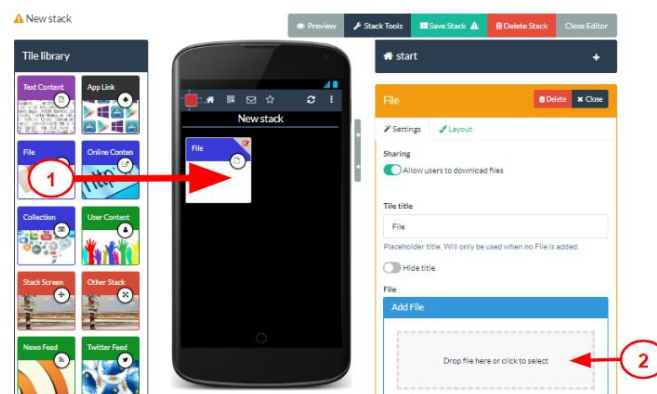 New stack
Preview
Stack Tools
Save Stack
Delete Stack
Close Editor
Tile library
Text Content
App Link
File
Online Conten
http
Collection
User Content
Stack Screen
Other Stack
News Feed
Twitter Feed
1
New stack
File
start
+
File
Delete
Close
Settings
Layout
Sharing
Allow users to download files
Tile title
File
Placeholder title. Will only be used when no File is added.
Hide title
File
Add File
Drop file here or click to select
2